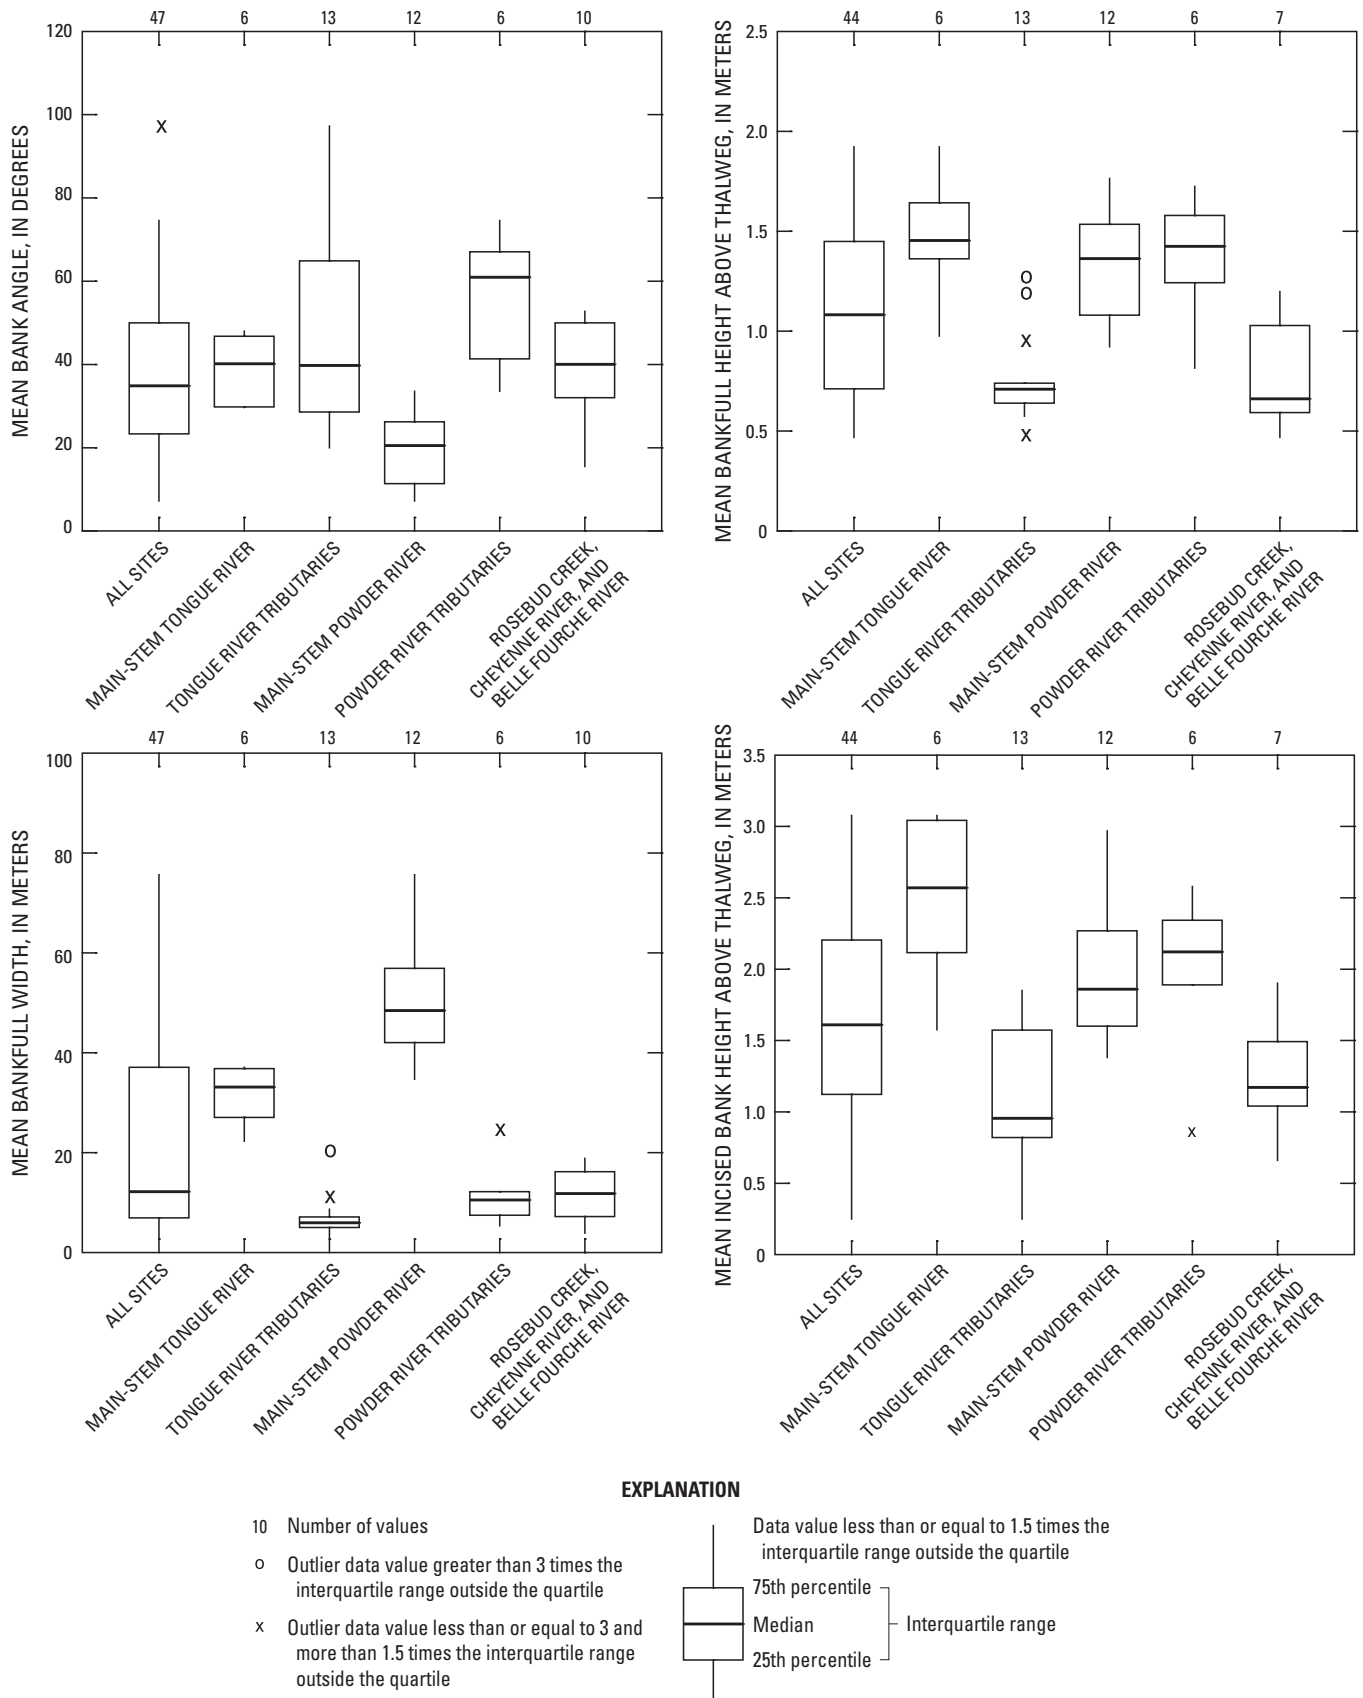 47 6 13 12 6 10
120
100
80
60
40
20
0
MEAN BANK ANGLE, IN DEGREES
x
ALL SITES
MAIN-STEM TONGUE RIVER
TONGUE RIVER TRIBUTARIES
MAIN-STEM POWDER RIVER
POWDER RIVER TRIBUTARIES
ROSEBUD CREEK,
CHEYENNE RIVER, AND
BELLE FOURCHE RIVER
44 6 13 12 6 7
2.5
2.0
1.5
1.0
0.5
0
MEAN BANKFULL HEIGHT ABOVE THALWEG, IN METERS
o
o
x
x
ALL SITES
MAIN-STEM TONGUE RIVER
TONGUE RIVER TRIBUTARIES
MAIN-STEM POWDER RIVER
POWDER RIVER TRIBUTARIES
ROSEBUD CREEK,
CHEYENNE RIVER, AND
BELLE FOURCHE RIVER
47 6 13 12 6 10
100
80
60
40
20
0
MEAN BANKFULL WIDTH, IN METERS
o
x
x
ALL SITES
MAIN-STEM TONGUE RIVER
TONGUE RIVER TRIBUTARIES
MAIN-STEM POWDER RIVER
POWDER RIVER TRIBUTARIES
ROSEBUD CREEK,
CHEYENNE RIVER, AND
BELLE FOURCHE RIVER
44 6 13 12 6 7
3.5
3.0
2.5
2.0
1.5
1.0
0.5
0
MEAN INCISED BANK HEIGHT ABOVE THALWEG, IN METERS
x
ALL SITES
MAIN-STEM TONGUE RIVER
TONGUE RIVER TRIBUTARIES
MAIN-STEM POWDER RIVER
POWDER RIVER TRIBUTARIES
ROSEBUD CREEK,
CHEYENNE RIVER, AND
BELLE FOURCHE RIVER
EXPLANATION
10 Number of values
o Outlier data value greater than 3 times the
interquartile range outside the quartile
x Outlier data value less than or equal to 3 and
more than 1.5 times the interquartile range
outside the quartile
Data value less than or equal to 1.5 times the
interquartile range outside the quartile
75th percentile
Median
Interquartile range
25th percentile